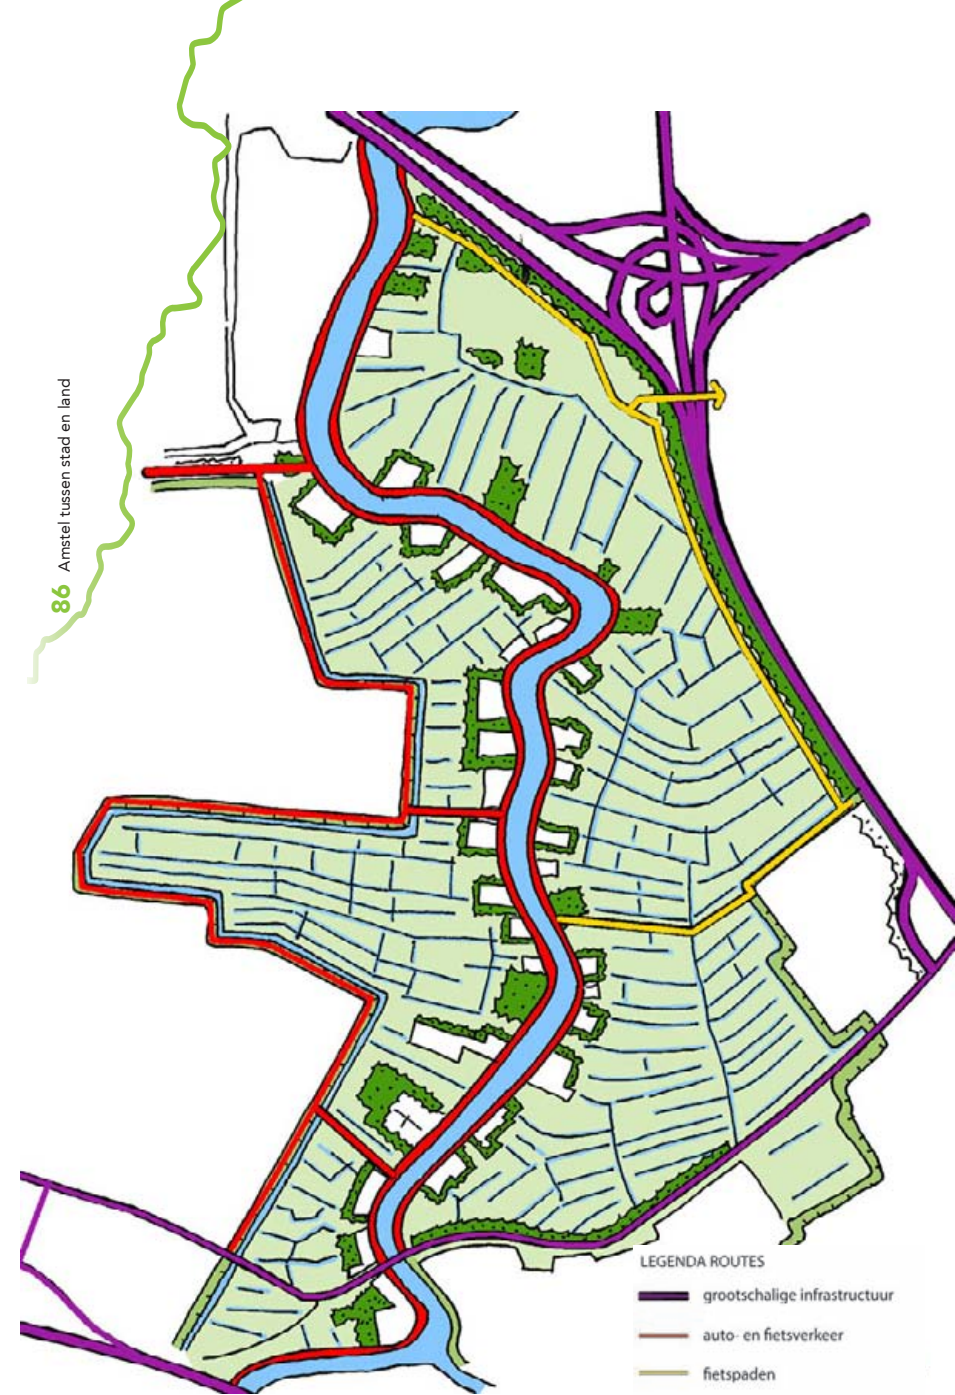 86 Amstel tussen stad en land
LEGENDA ROUTES
grootschalige infrastructuur
auto- en fietsverkeer
fietspaden